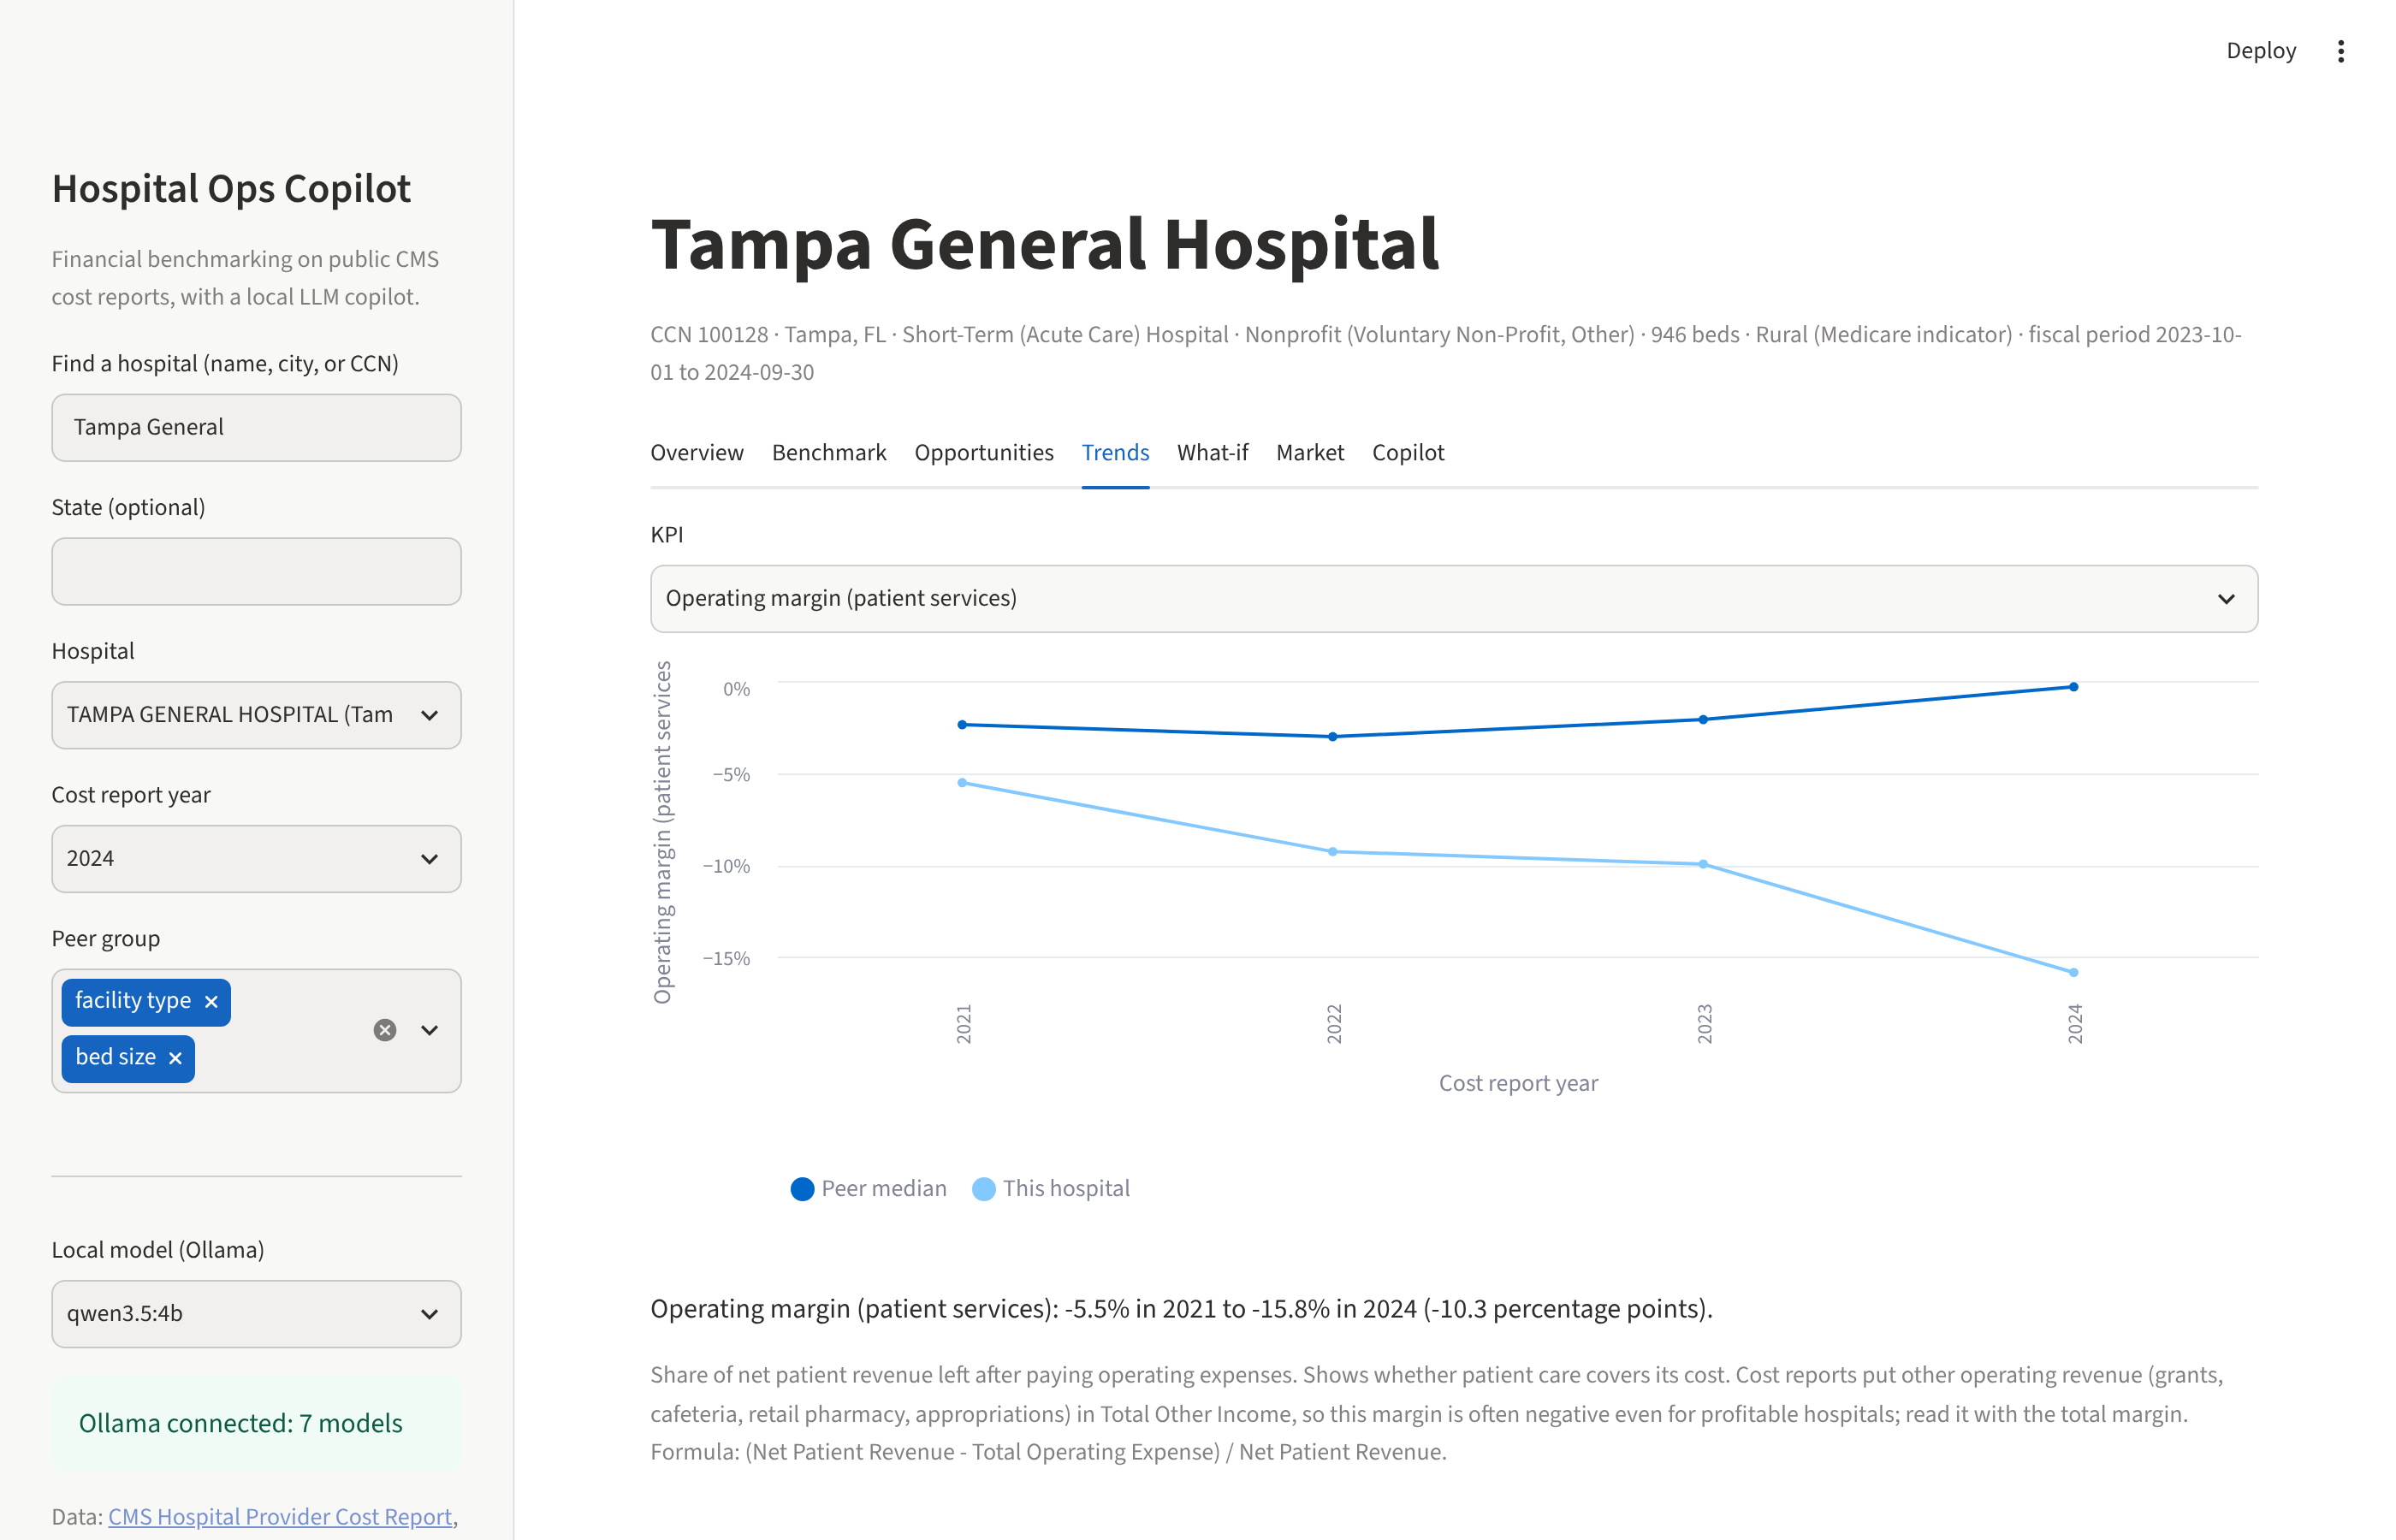 Deploy
Hospital Ops Copilot
Financial benchmarking on public CMS
cost reports, with a local LLM copilot.
Find a hospital (name, city, or CCN)
Tampa General
State (optional)
Hospital
TAMPA GENERAL HOSPITAL (Tam
Cost report year
2024
Peer group
facility type
bed size
Local model (Ollama)
qwen3.5:4b
Ollama connected: 7 models
Data: CMS Hospital Provider Cost Report,
Tampa General Hospital
CCN 100128 · Tampa, FL · Short-Term (Acute Care) Hospital · Nonprofit (Voluntary Non-Profit, Other) · 946 beds · Rural (Medicare indicator) · fiscal period 2023-10-
01 to 2024-09-30
Overview Benchmark Opportunities Trends What-if Market Copilot
KPI
Operating margin (patient services)
Operating margin (patient services
0%
−5%
−10%
−15%
2021 2022 2023 2024
Cost report year
Peer median This hospital
Operating margin (patient services): -5.5% in 2021 to -15.8% in 2024 (-10.3 percentage points).
Share of net patient revenue left after paying operating expenses. Shows whether patient care covers its cost. Cost reports put other operating revenue (grants,
cafeteria, retail pharmacy, appropriations) in Total Other Income, so this margin is often negative even for profitable hospitals; read it with the total margin.
Formula: (Net Patient Revenue - Total Operating Expense) / Net Patient Revenue.